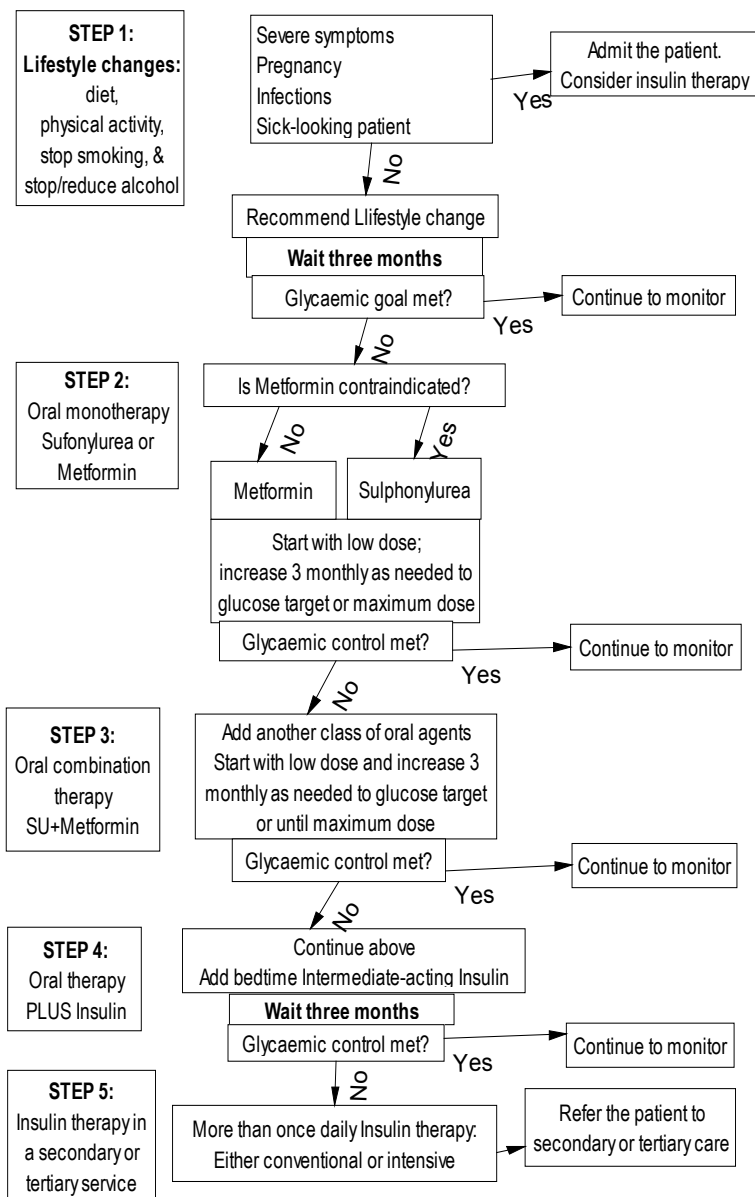 STEP 1:
Lifestyle changes:
diet,
physical activity,
stop smoking, &
stop/reduce alcohol
Severe symptoms
Pregnancy
Infections
Sick-looking patient
Yes
Admit the patient.
Consider insulin therapy
No
Recommend Llifestyle change
Wait three months
Glycaemic goal met?
Yes
Continue to monitor
No
STEP 2:
Oral monotherapy
Sufonylurea or
Metformin
Is Metformin contraindicated?
No
Yes
Metformin
Sulphonylurea
Start with low dose;
increase 3 monthly as needed to
glucose target or maximum dose
Glycaemic control met?
Yes
Continue to monitor
No
STEP 3:
Oral combination
therapy
SU+Metformin
Add another class of oral agents
Start with low dose and increase 3
monthly as needed to glucose target
or until maximum dose
Glycaemic control met?
Yes
Continue to monitor
No
STEP 4:
Oral therapy
PLUS Insulin
Continue above
Add bedtime Intermediate-acting Insulin
Wait three months
Glycaemic control met?
Yes
Continue to monitor
No
STEP 5:
Insulin therapy in
a secondary or
tertiary service
More than once daily Insulin therapy:
Either conventional or intensive
Refer the patient to
secondary or tertiary care